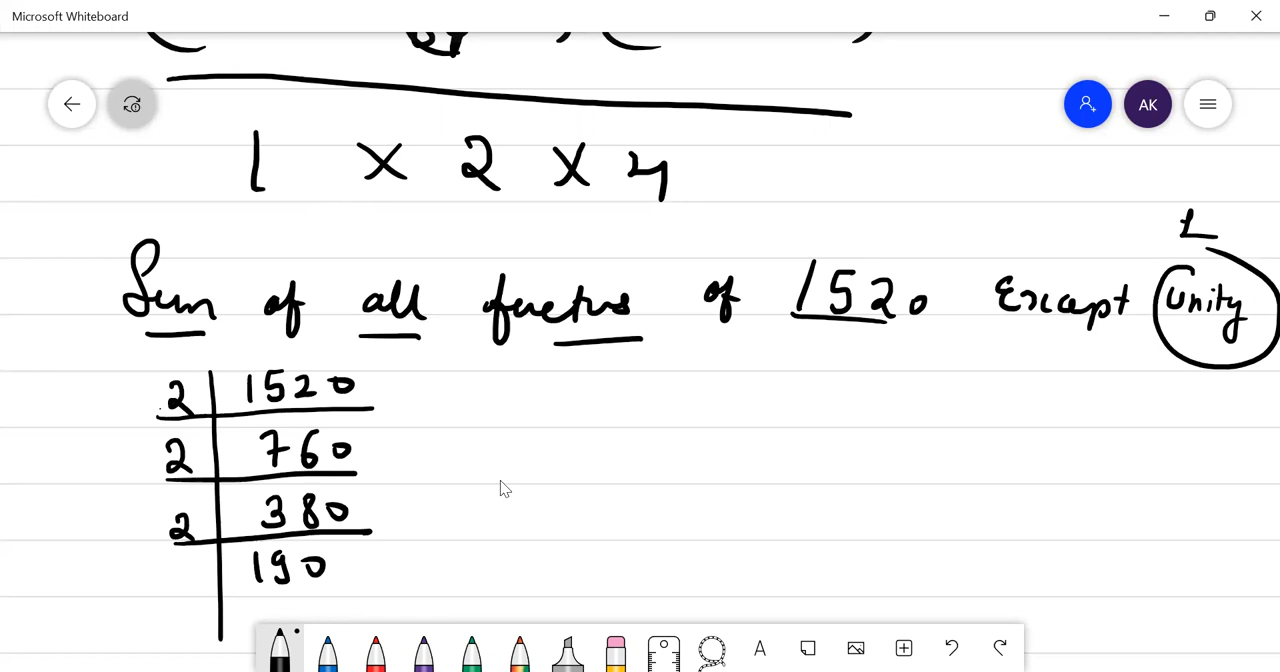 Microsoft Whiteboard
AK
1 × 2 × 4
1
Sum of all factors of 1520 Except Unity
2 1520
2 760
2 380
190
A